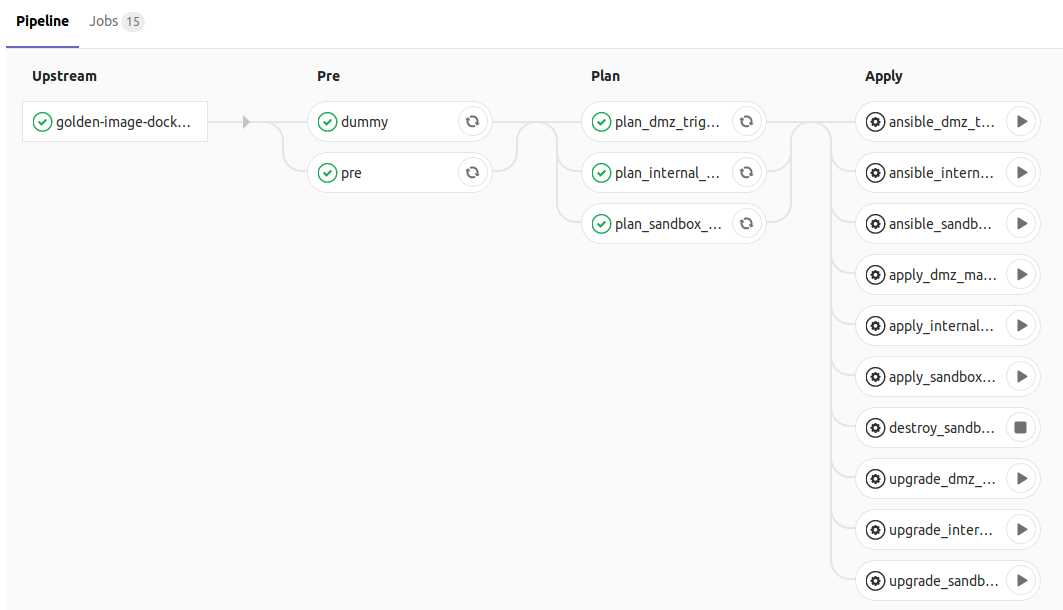 Pipeline Jobs 15
Upstream
golden-image-dock...
Pre
dummy
pre
Plan
plan_dmz_trig...
plan_internal_...
plan_sandbox_...
Apply
ansible_dmz_t...
ansible_intern...
ansible_sandb...
apply_dmz_ma...
apply_internal...
apply_sandbox...
destroy_sandb...
upgrade_dmz_...
upgrade_inter...
upgrade_sandb...